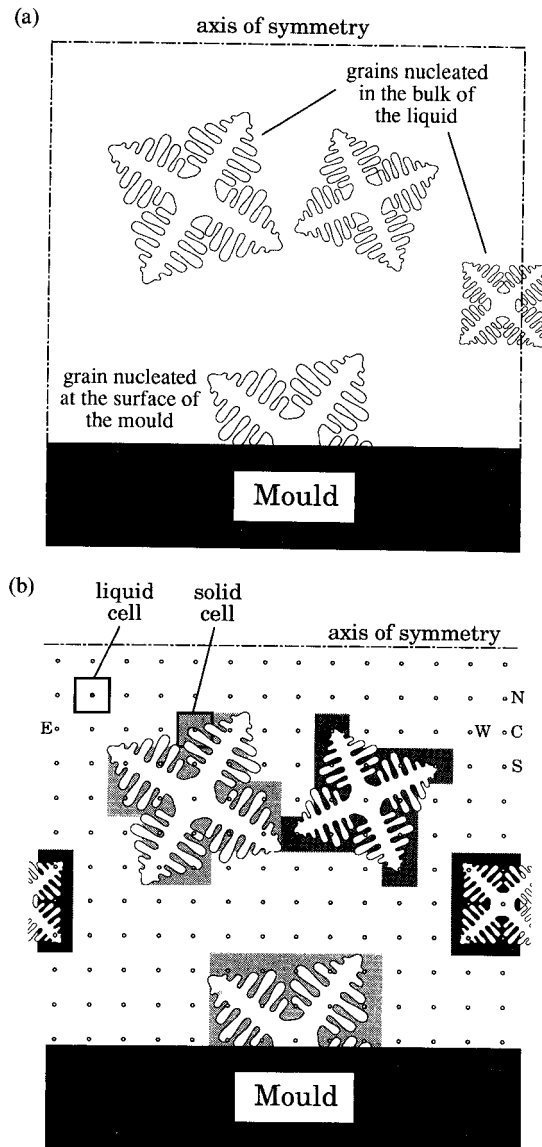 (a)
axis of symmetry
grains nucleated
in the bulk of
the liquid
grain nucleated
at the surface of
the mould
Mould
(b)
liquid
cell
solid
cell
axis of symmetry
N
E
W
C
S
Mould